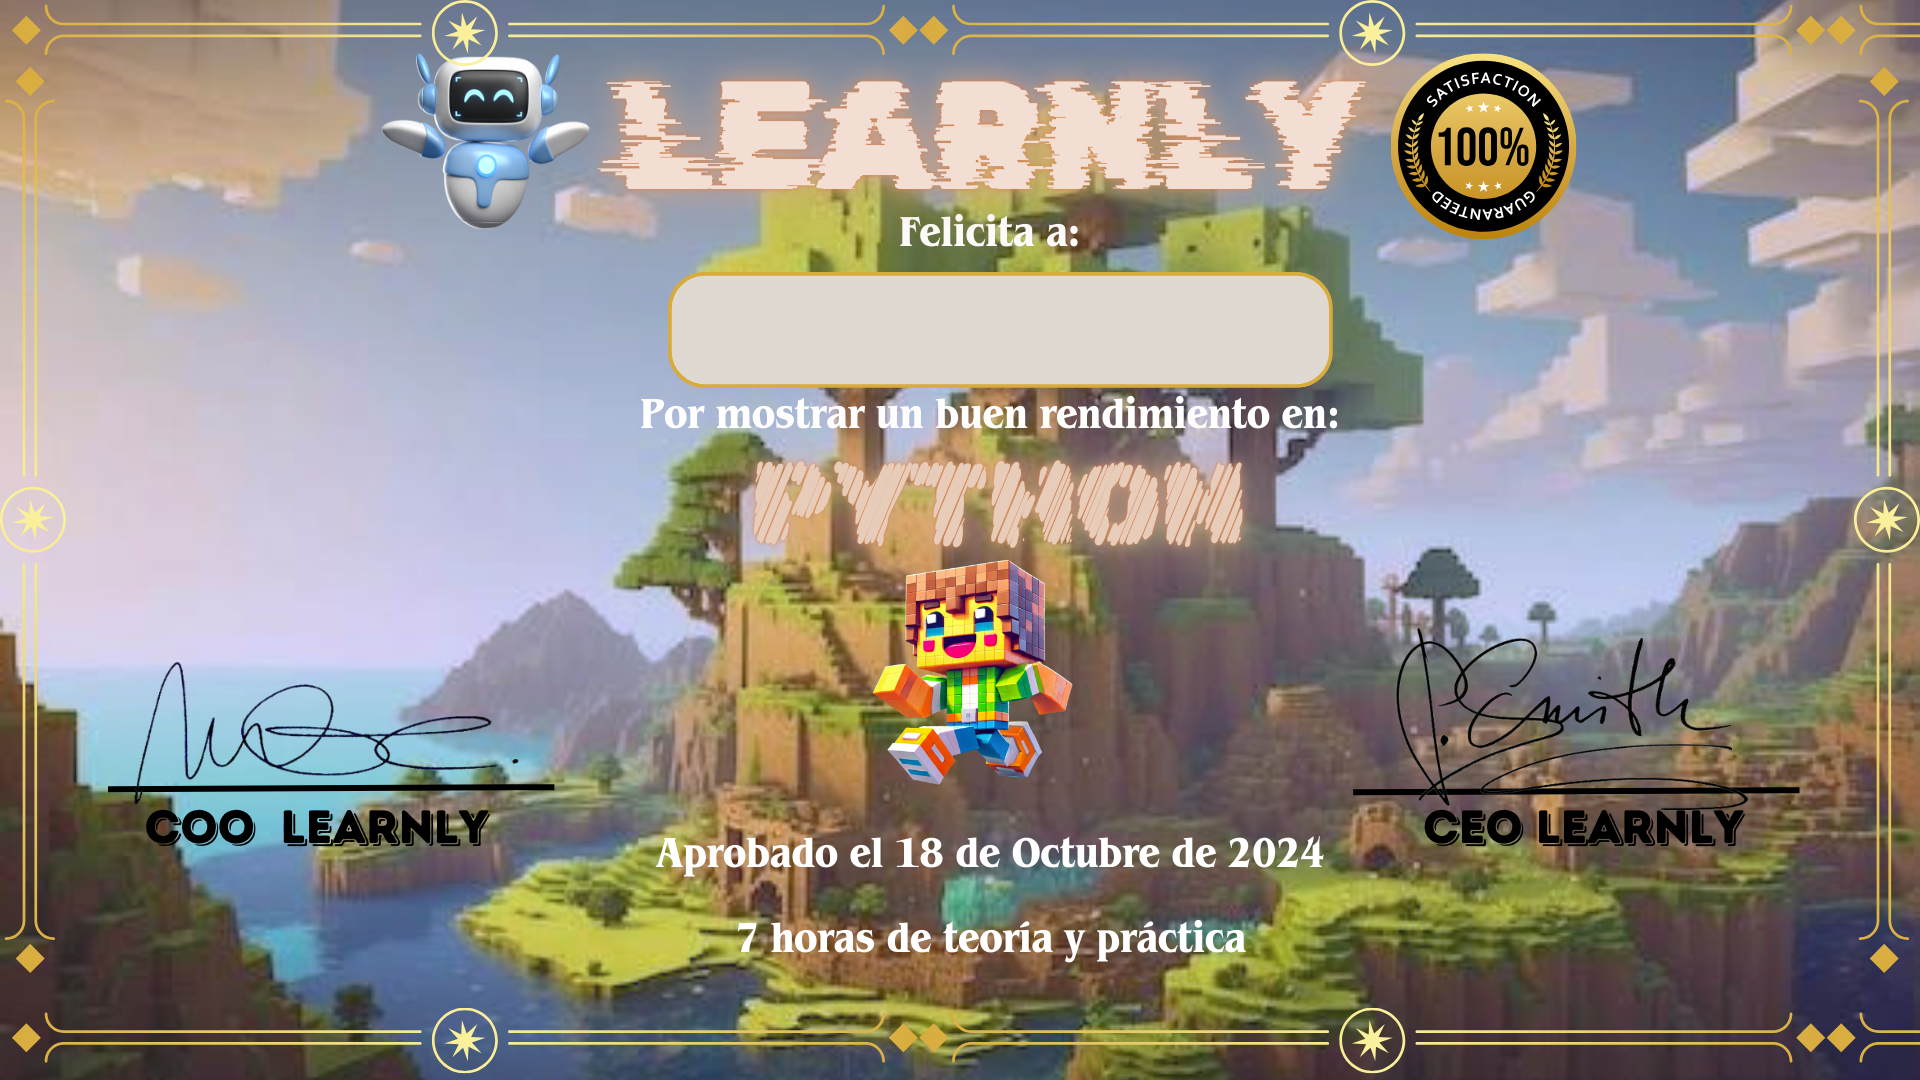 LEARNLY
SATISFACTION
100%
GUARANTEED
Felicita a:
Por mostrar un buen rendimiento en:
PYTHON
P. Smith
COO LEARNLY
CEO LEARNLY
Aprobado el 18 de Octubre de 2024
7 horas de teoría y práctica